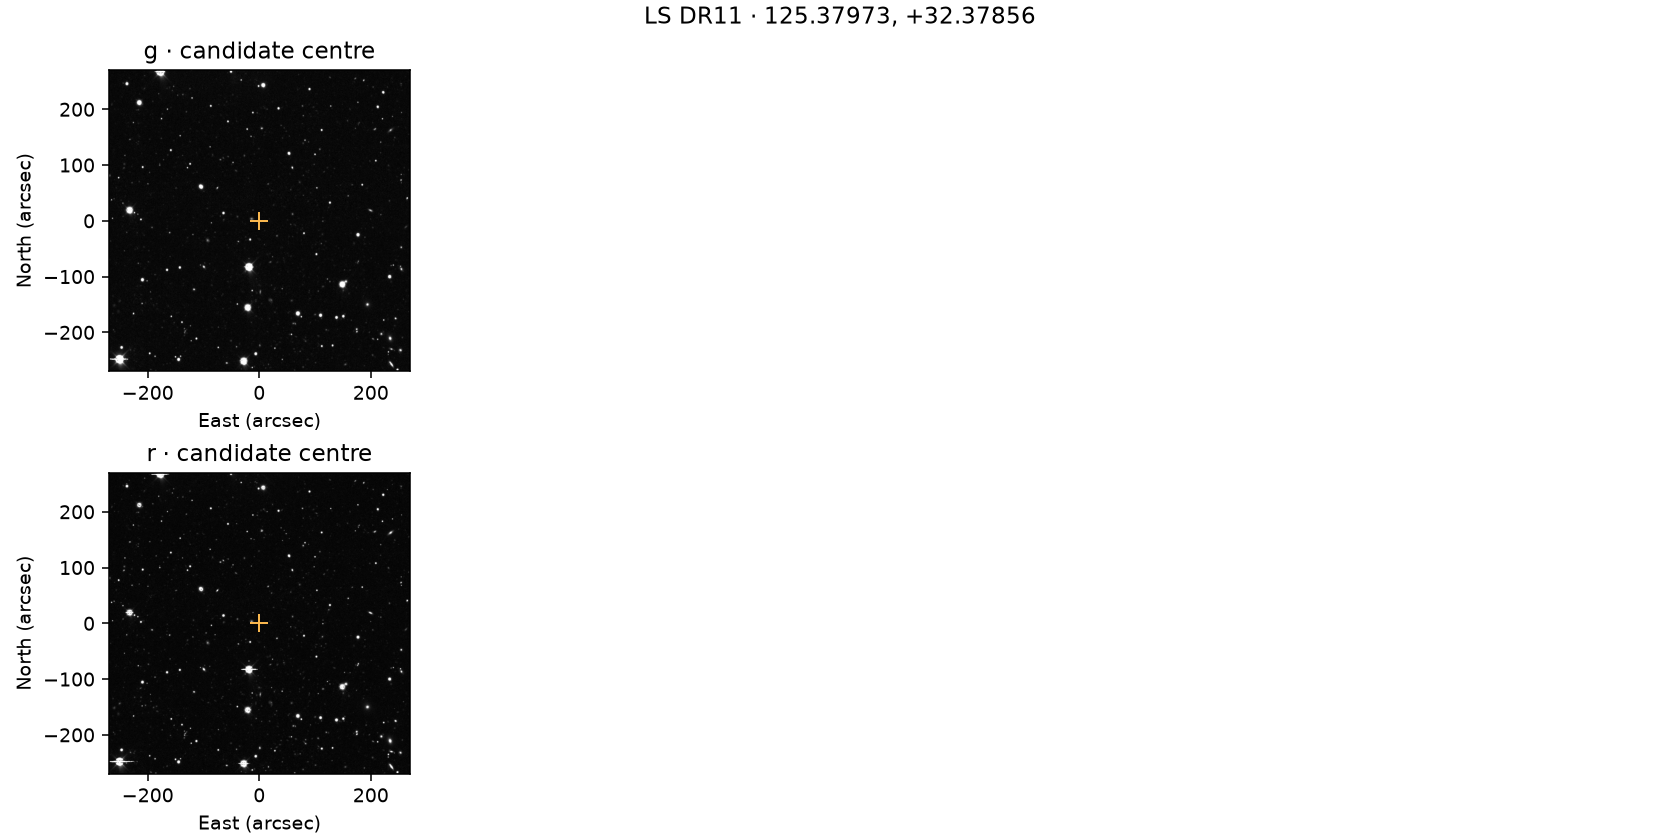 LS DR11 · 125.37973, +32.37856
g · candidate centre
North (arcsec)
200
100
0
−100
−200
−200 0 200
East (arcsec)
r · candidate centre
North (arcsec)
200
100
0
−100
−200
−200 0 200
East (arcsec)